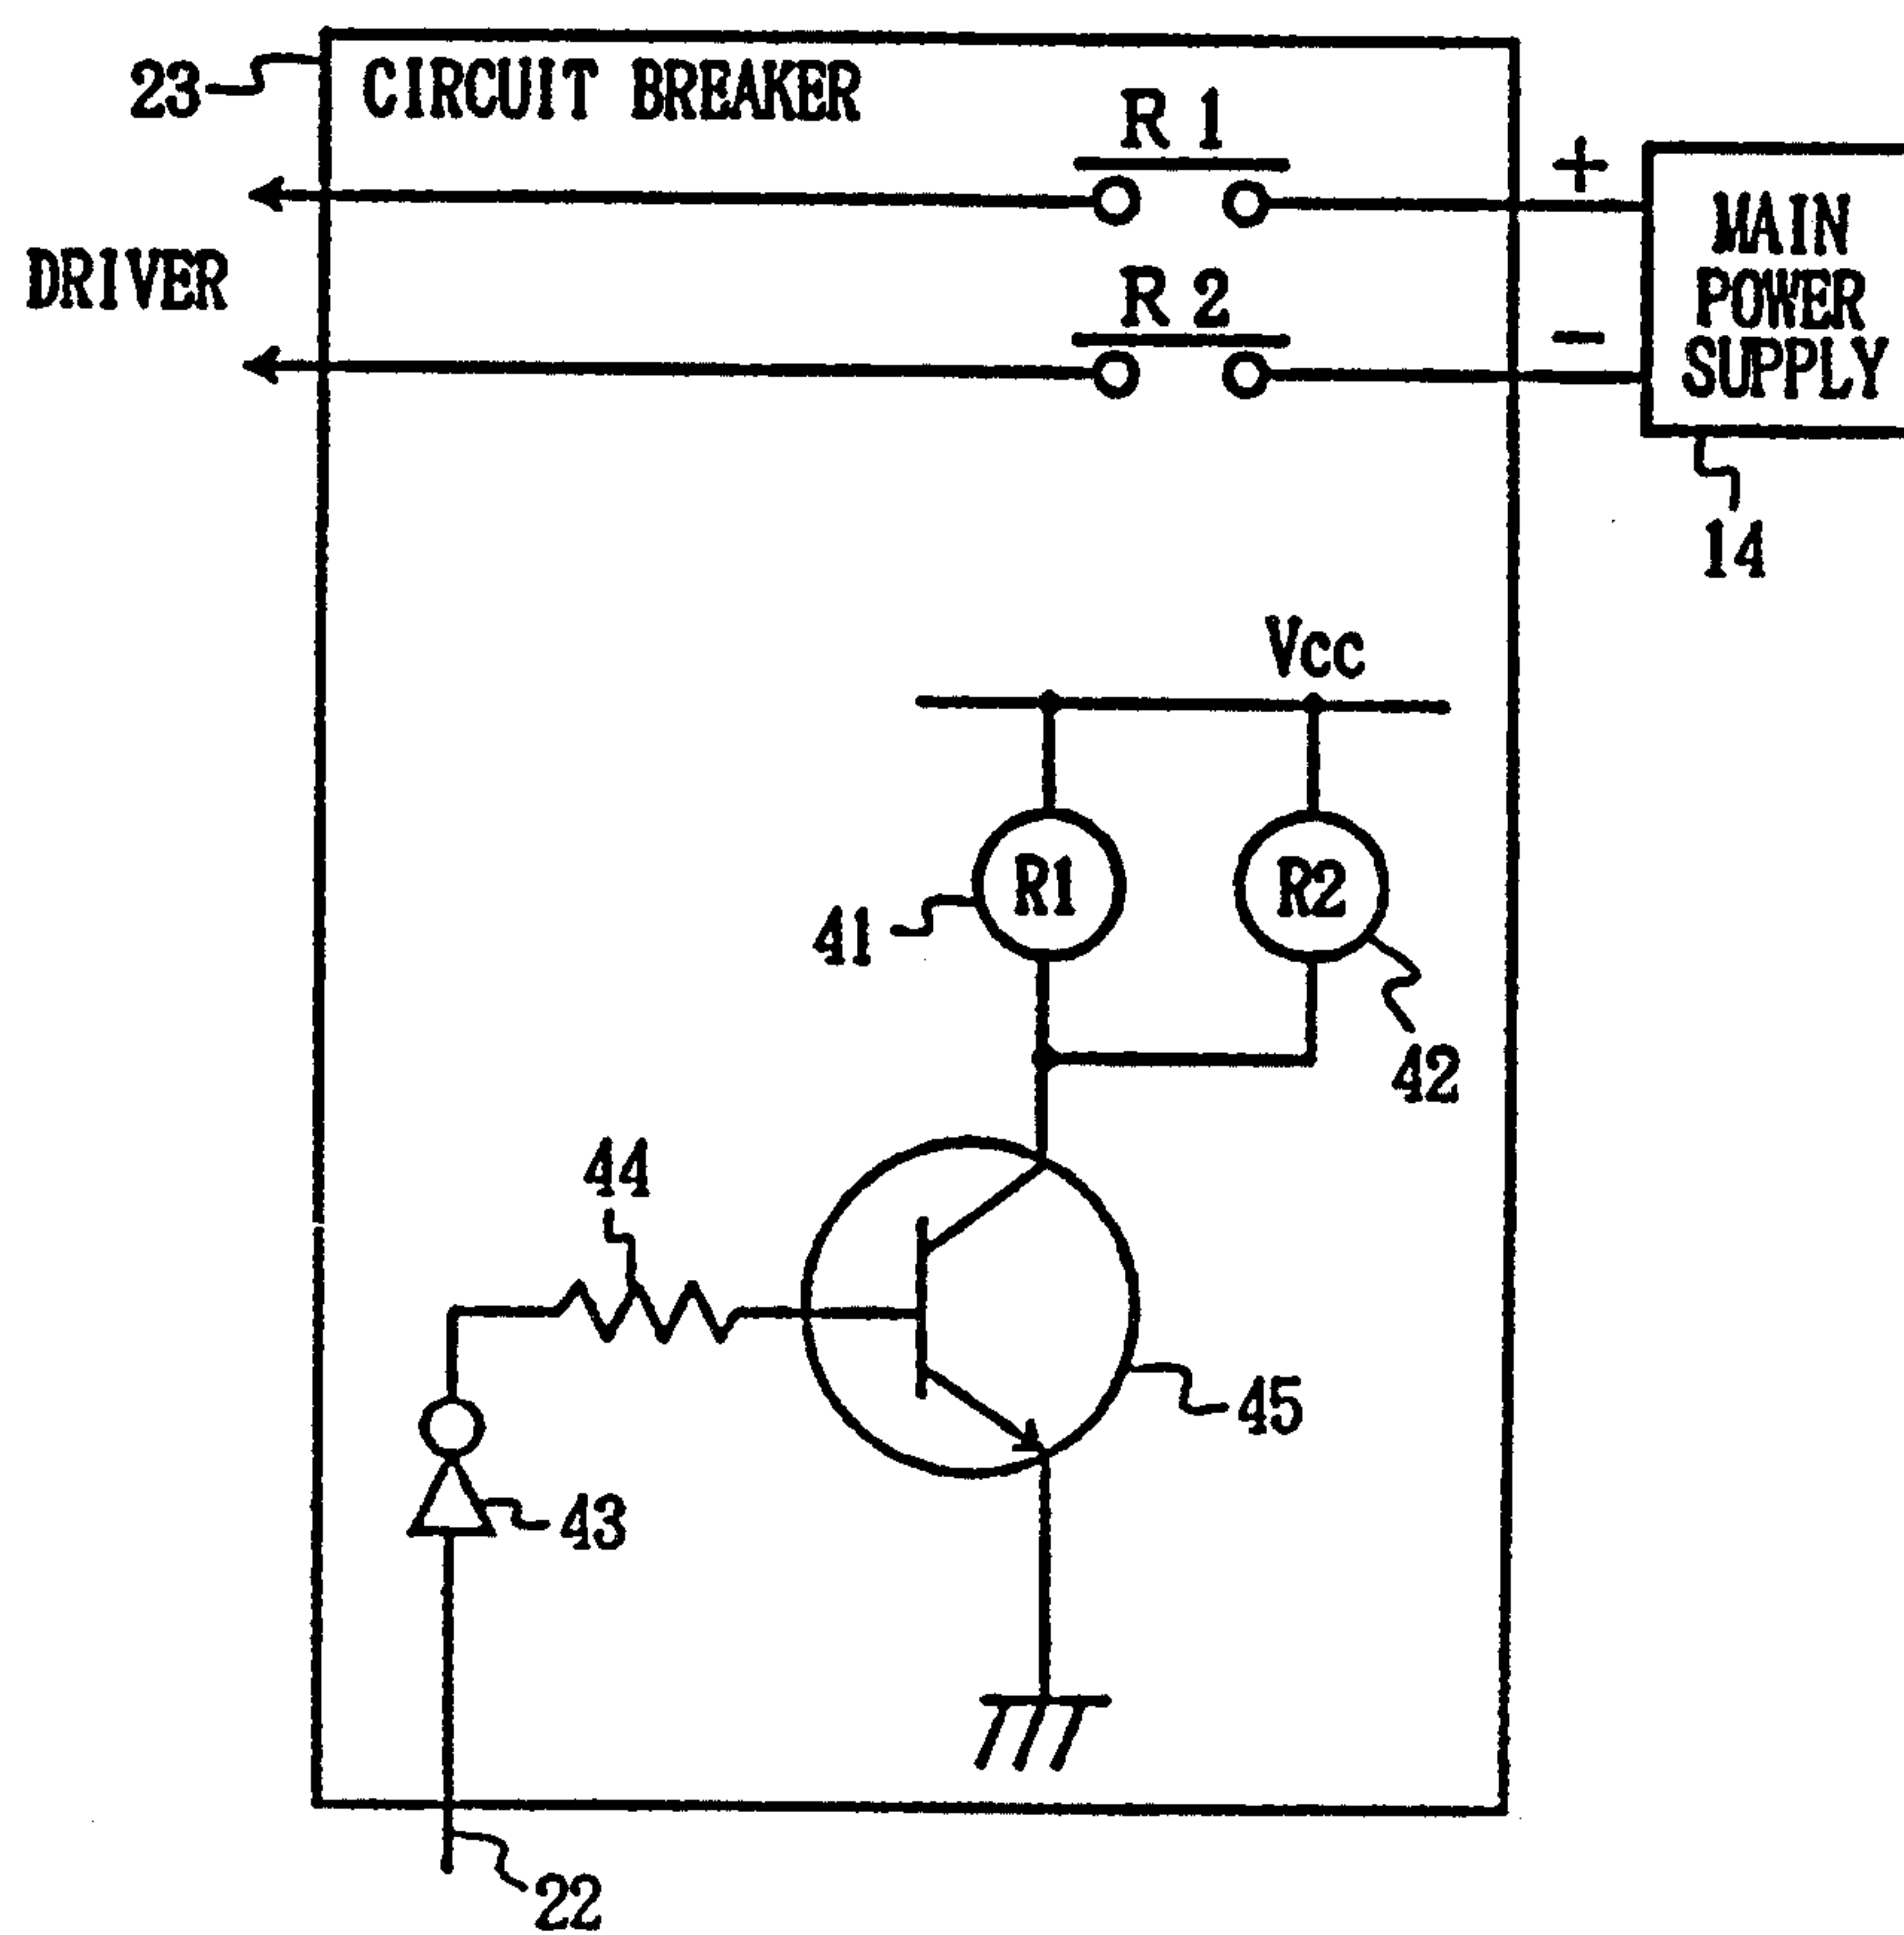 23
CIRCUIT BREAKER
R 1
+
DRIVER
R 2
-
MAIN
POWER
SUPPLY
14
Vcc
R1
R2
41
42
44
45
43
22